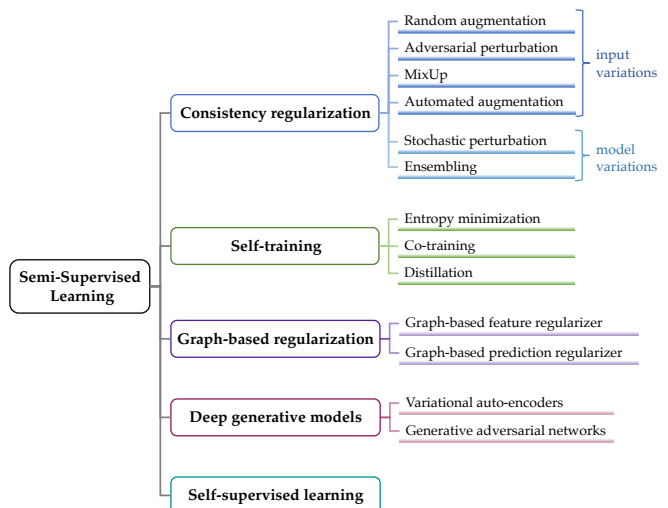 Semi-Supervised
Learning
Consistency regularization
Random augmentation
Adversarial perturbation
MixUp
Automated augmentation
input
variations
Stochastic perturbation
Ensembling
model
variations
Self-training
Entropy minimization
Co-training
Distillation
Graph-based regularization
Graph-based feature regularizer
Graph-based prediction regularizer
Deep generative models
Variational auto-encoders
Generative adversarial networks
Self-supervised learning